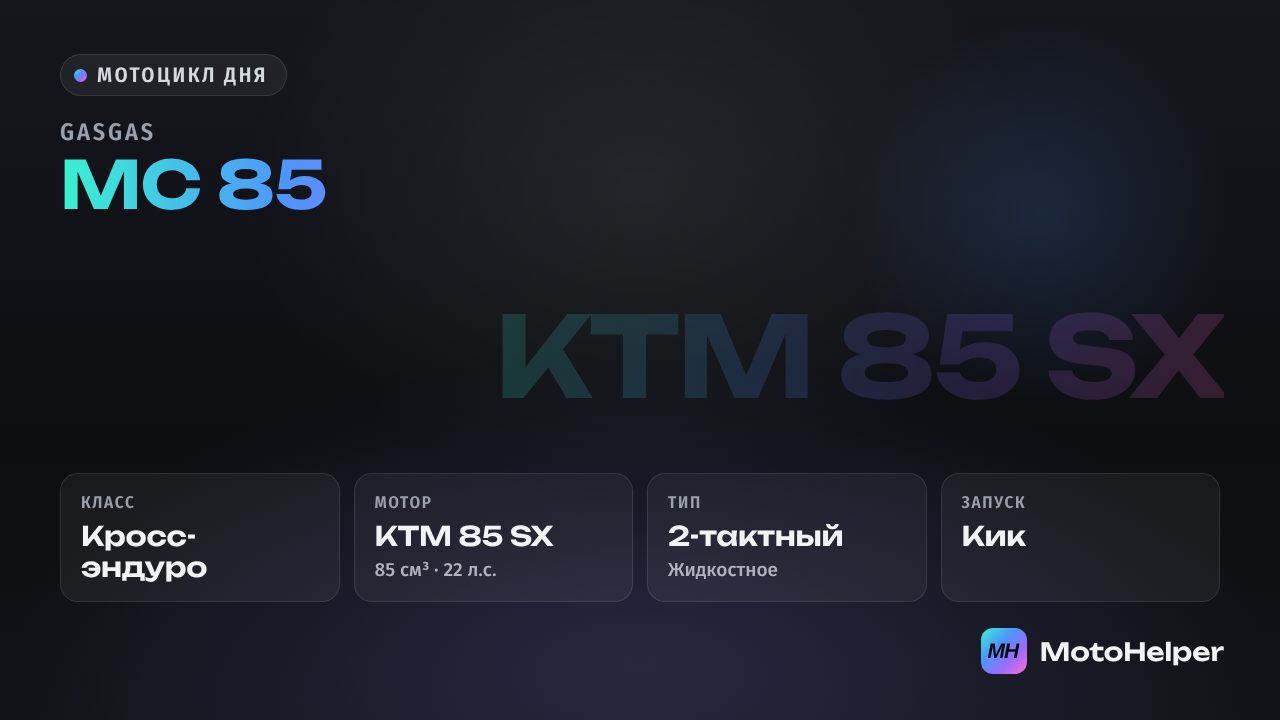 МОТОЦИКЛ ДНЯ
GASGAS
MC 85
KTM 85 SX
КЛАСС
Кросс-
эндуро
МОТОР
KTM 85 SX
85 см³ · 22 л.с.
ТИП
2-тактный
Жидкостное
ЗАПУСК
Кик
MH MotoHelper